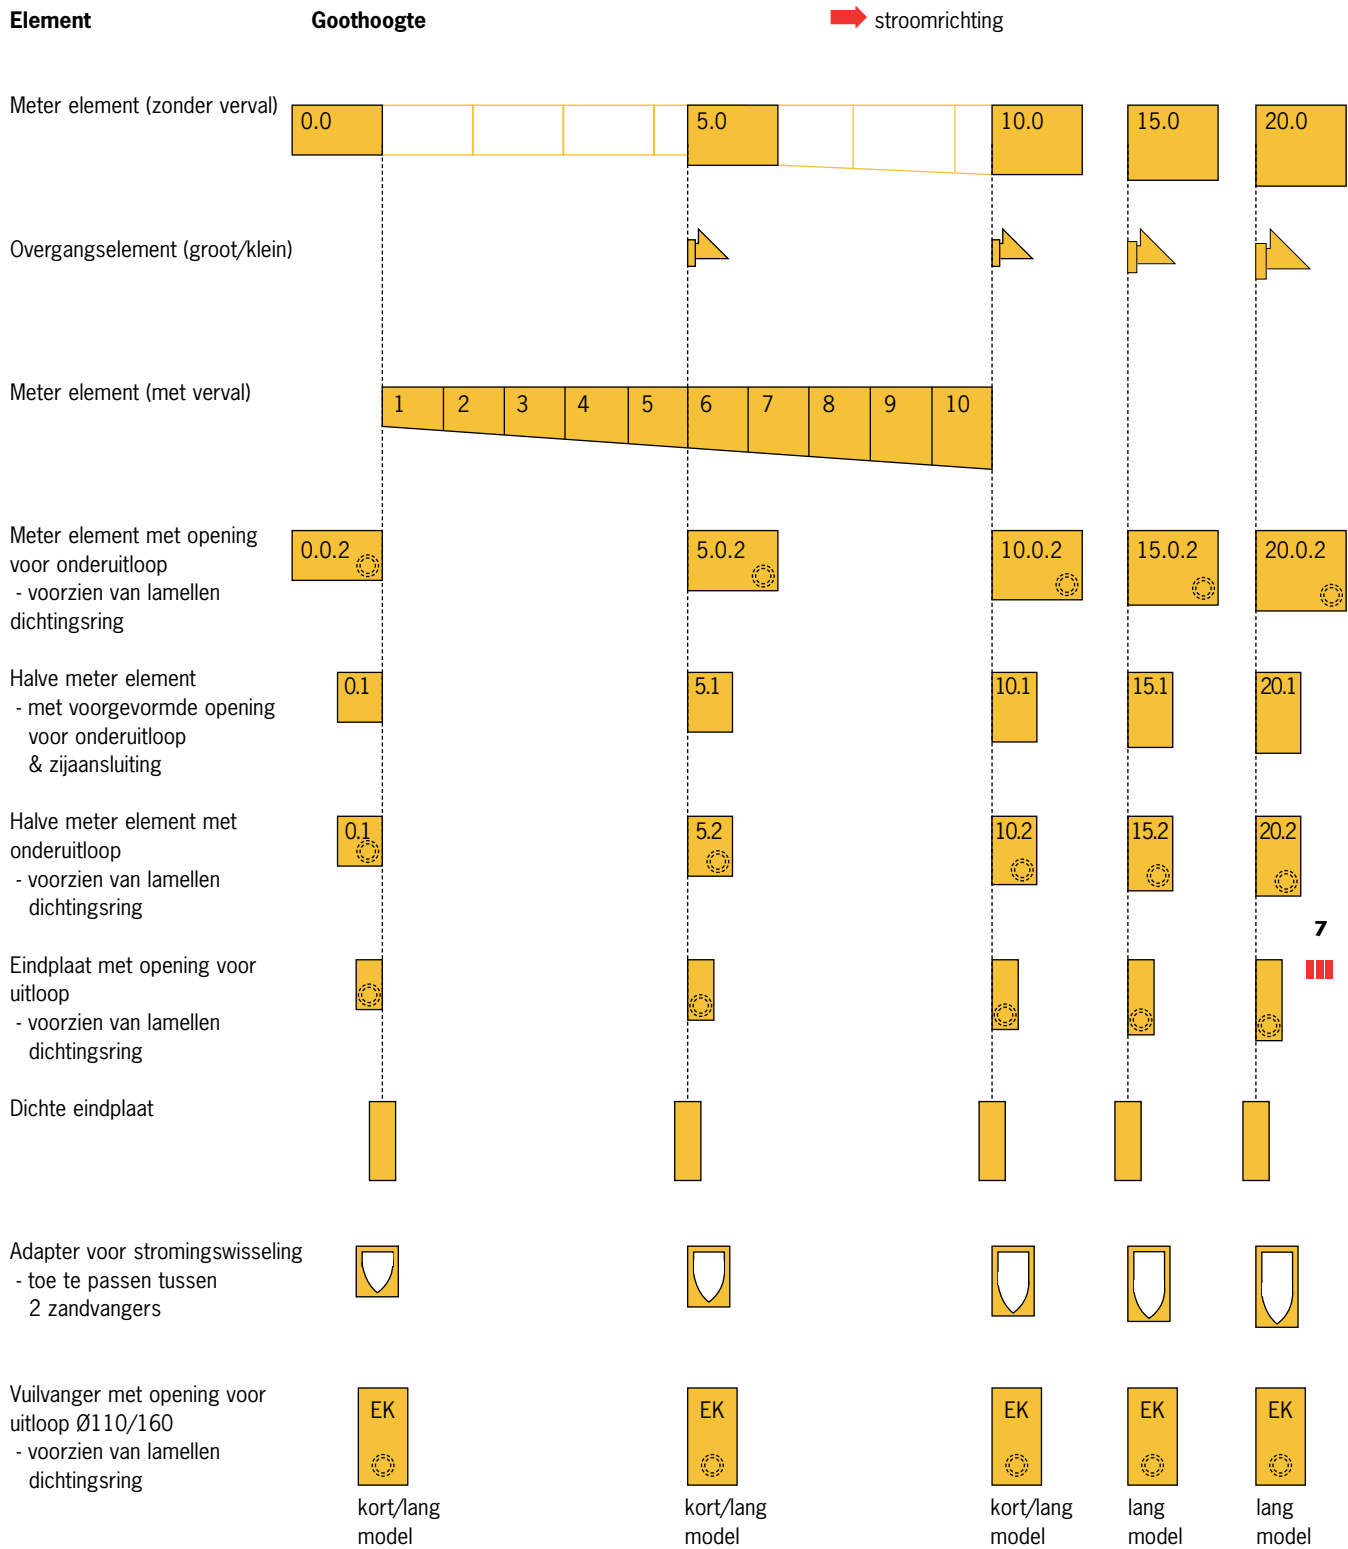 Element Goothoogte stroomrichting
Meter element (zonder verval) 0.0 5.0 10.0 15.0 20.0
Overgangselement (groot/klein)
Meter element (met verval) 1 2 3 4 5 6 7 8 9 10
Meter element met opening
voor onderuitloop
- voorzien van lamellen
dichtingsring
0.0.2 5.0.2 10.0.2 15.0.2 20.0.2
Halve meter element
- met voorgevormde opening
voor onderuitloop
& zijaansluiting
0.1 5.1 10.1 15.1 20.1
Halve meter element met
onderuitloop
- voorzien van lamellen
dichtingsring
0.1 5.2 10.2 15.2 20.2
7
Eindplaat met opening voor
uitloop
- voorzien van lamellen
dichtingsring
Dichte eindplaat
Adapter voor stromingswisseling
- toe te passen tussen
2 zandvangers
Vuilvanger met opening voor
uitloop Ø110/160
- voorzien van lamellen
dichtingsring
EK EK EK EK EK
kort/lang kort/lang kort/lang lang lang
model model model model model